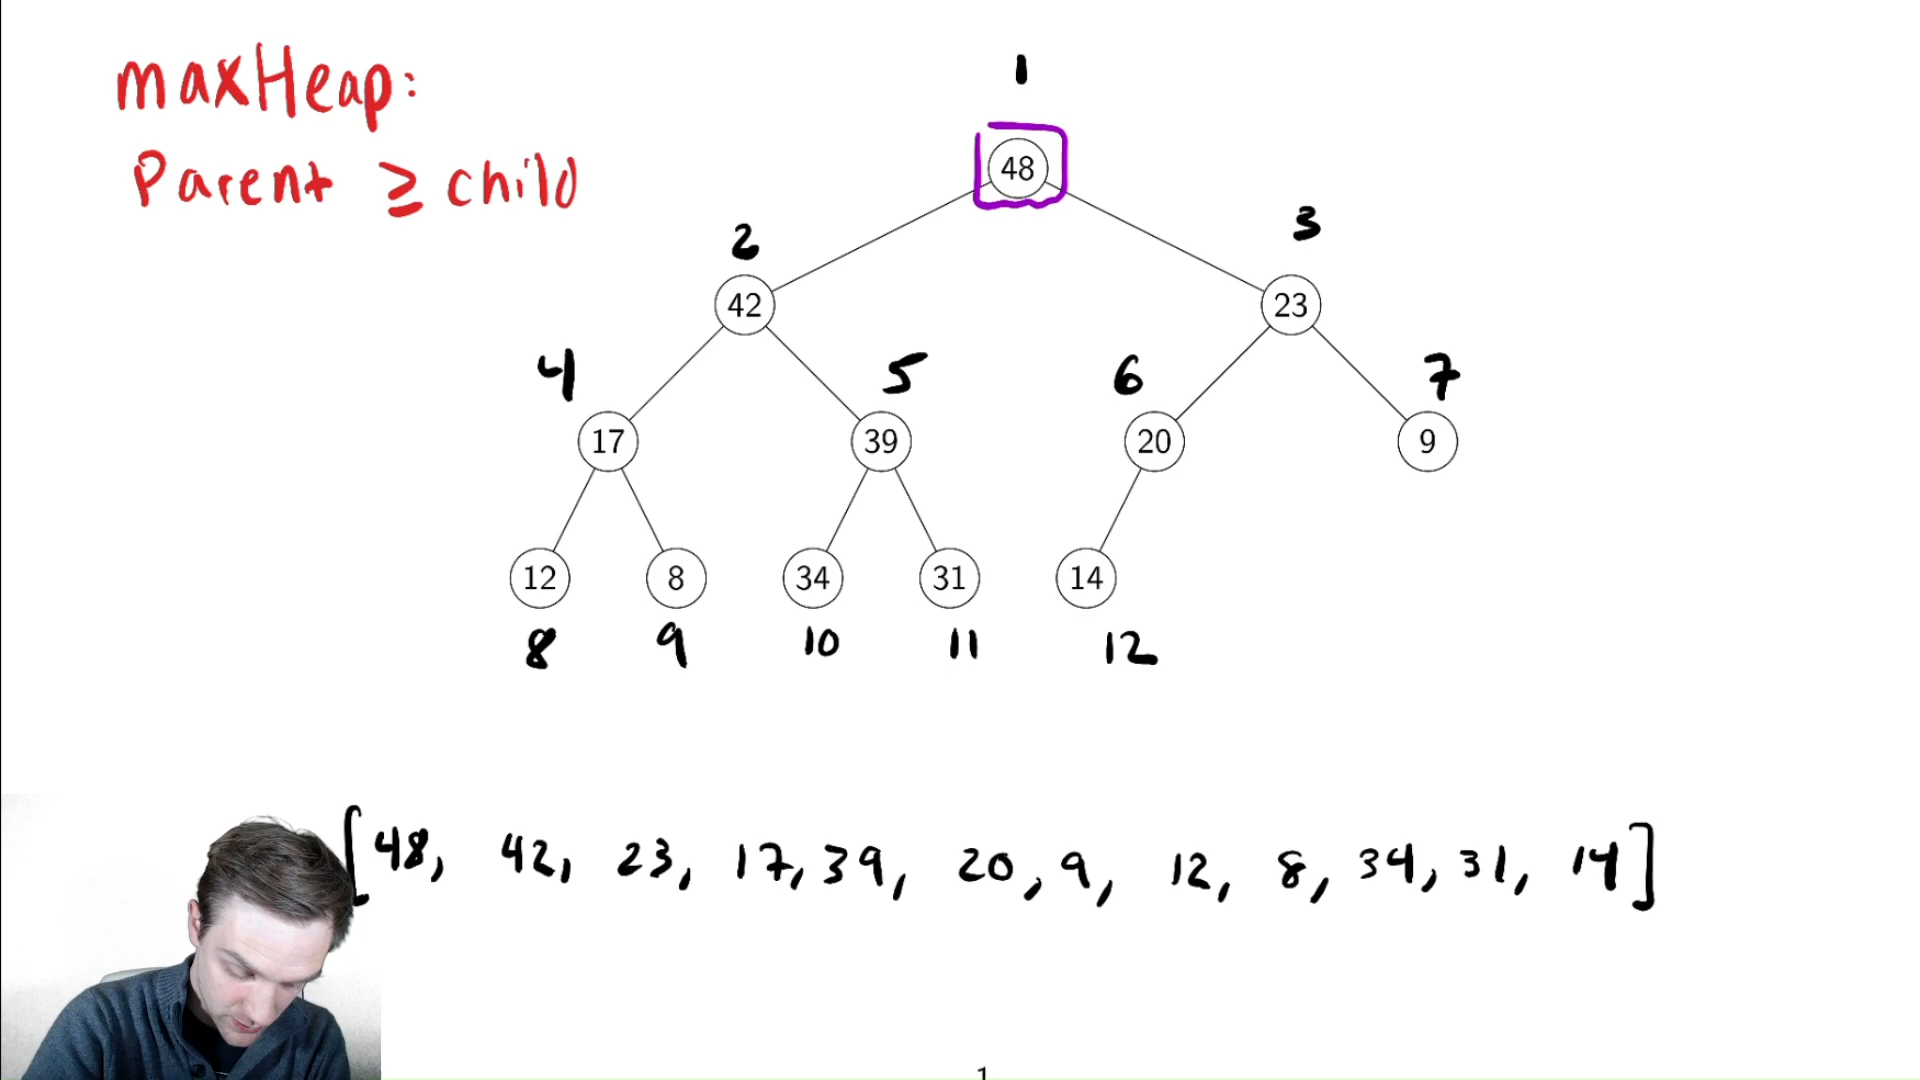 maxHeap:
Parent ≥ child
1
48
2 3
42 23
4 5 6 7
17 39 20 9
12 8 34 31 14
8 9 10 11 12
[48, 42, 23, 17, 39, 20, 9, 12, 8, 34, 31, 14]
1